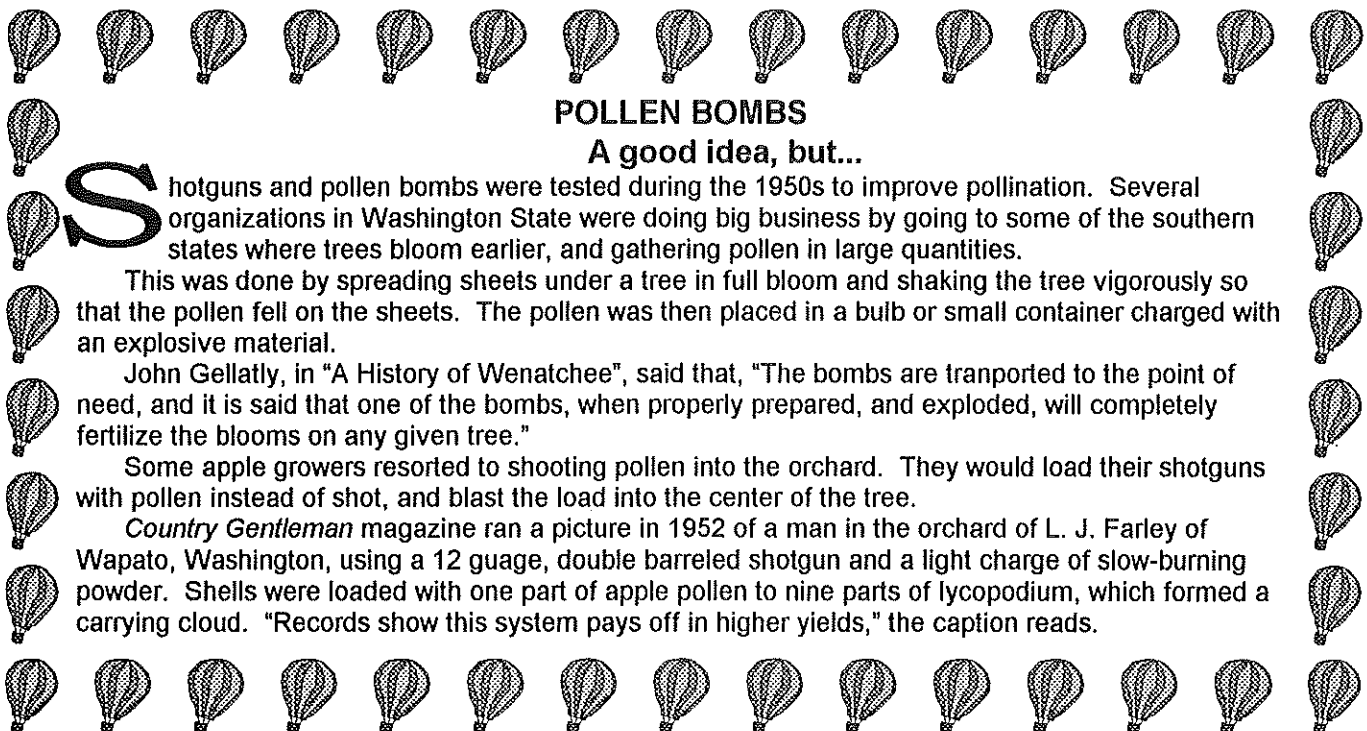 POLLEN BOMBS
A good idea, but...
Shotguns and pollen bombs were tested during the 1950s to improve pollination. Several
organizations in Washington State were doing big business by going to some of the southern
states where trees bloom earlier, and gathering pollen in large quantities.
This was done by spreading sheets under a tree in full bloom and shaking the tree vigorously so
that the pollen fell on the sheets. The pollen was then placed in a bulb or small container charged with
an explosive material.
John Gellatly, in "A History of Wenatchee", said that, "The bombs are tranported to the point of
need, and it is said that one of the bombs, when properly prepared, and exploded, will completely
fertilize the blooms on any given tree."
Some apple growers resorted to shooting pollen into the orchard. They would load their shotguns
with pollen instead of shot, and blast the load into the center of the tree.
Country Gentleman magazine ran a picture in 1952 of a man in the orchard of L. J. Farley of
Wapato, Washington, using a 12 guage, double barreled shotgun and a light charge of slow-burning
powder. Shells were loaded with one part of apple pollen to nine parts of lycopodium, which formed a
carrying cloud. "Records show this system pays off in higher yields," the caption reads.